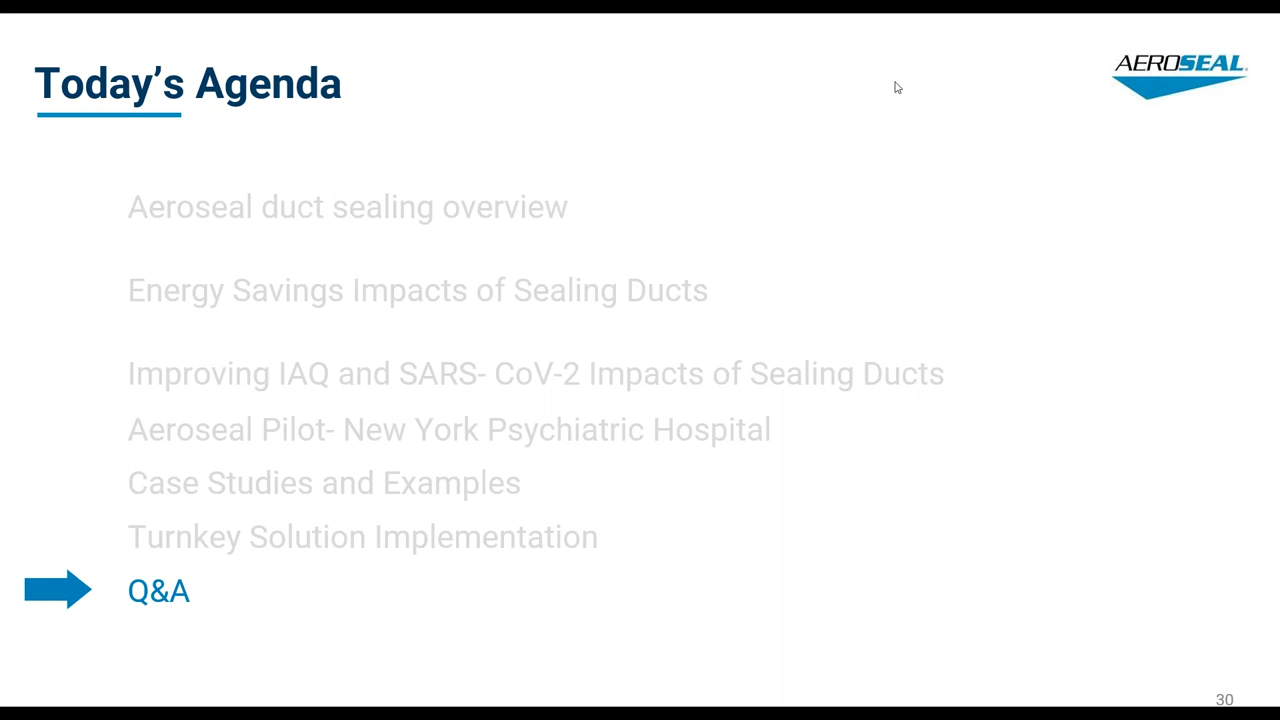 Today's Agenda
AEROSEAL
Aeroseal duct sealing overview
Energy Savings Impacts of Sealing Ducts
Improving IAQ and SARS- CoV-2 Impacts of Sealing Ducts
Aeroseal Pilot- New York Psychiatric Hospital
Case Studies and Examples
Turnkey Solution Implementation
Q&A
30